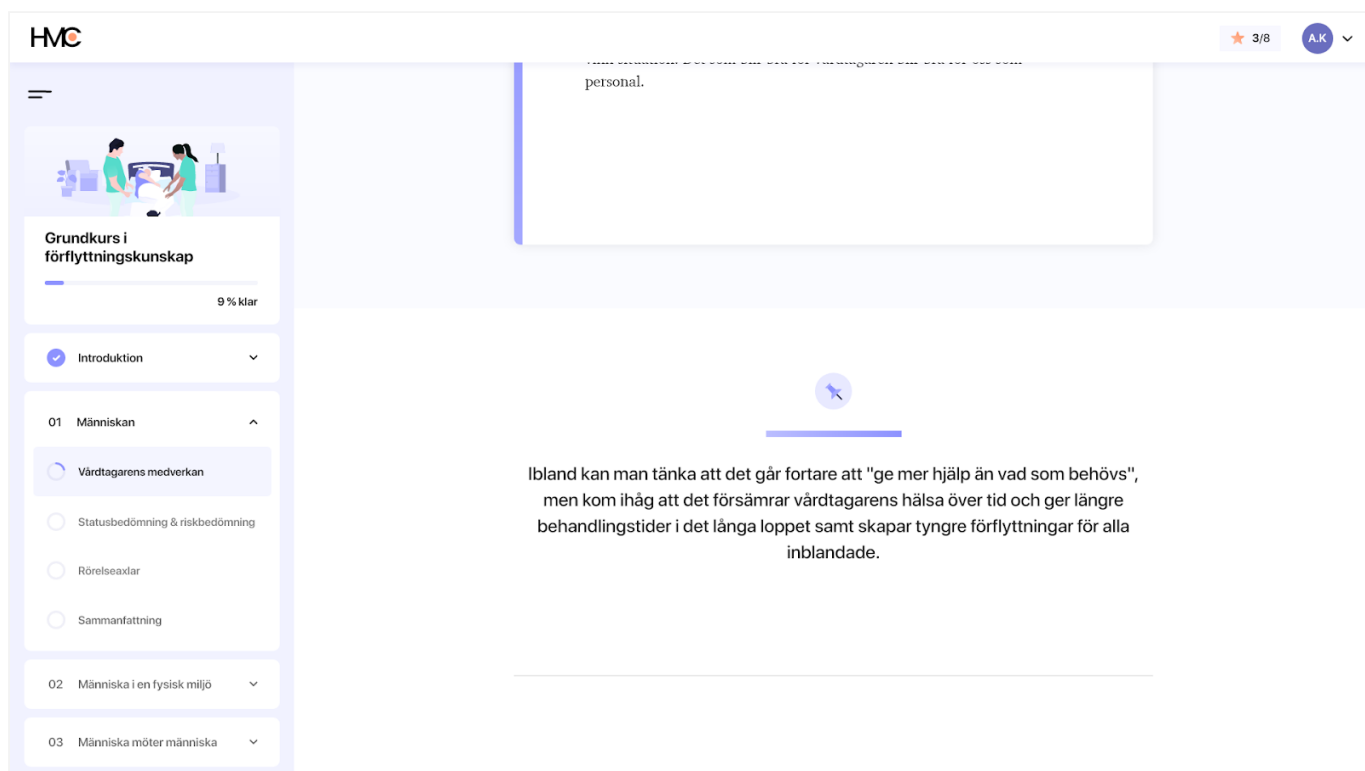 HMC
3/8
A.K
personal.
Grundkurs i
förflyttningskunskap
9 % klar
Introduktion
01 Människan
Vårdtagarens medverkan
Statusbedömning & riskbedömning
Rörelseaxlar
Sammanfattning
02 Människa i en fysisk miljö
03 Människa möter människa
Ibland kan man tänka att det går fortare att "ge mer hjälp än vad som behövs",
men kom ihåg att det försämrar vårdtagarens hälsa över tid och ger längre
behandlingstider i det långa loppet samt skapar tyngre förflyttningar för alla
inblandade.